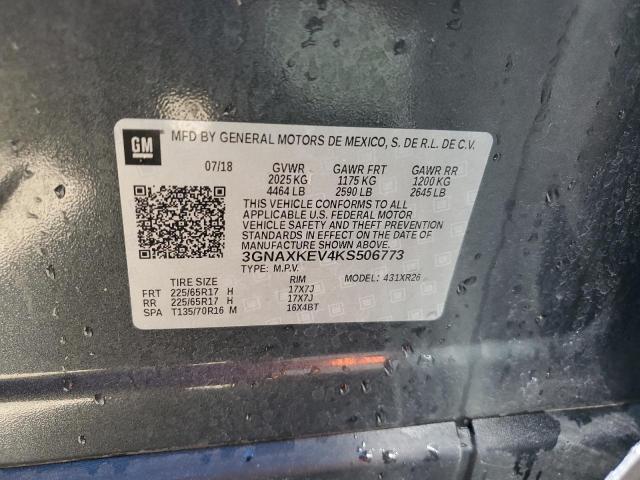 GM
MFD BY GENERAL MOTORS DE MEXICO, S. DE R.L. DE C.V.
07/18 GVWR GAWR FRT GAWR RR
2025 KG 1175 KG 1200 KG
4464 LB 2590 LB 2645 LB
THIS VEHICLE CONFORMS TO ALL
APPLICABLE U.S. FEDERAL MOTOR
VEHICLE SAFETY AND THEFT PREVENTION
STANDARDS IN EFFECT ON THE DATE OF
MANUFACTURE SHOWN ABOVE.
3GNAXKEV4KS506773
TYPE: M.P.V. MODEL: 431XR26
TIRE SIZE RIM
FRT 225/65R17 H 17X7J
RR 225/65R17 H 17X7J
SPA T135/70R16 M 16X4BT